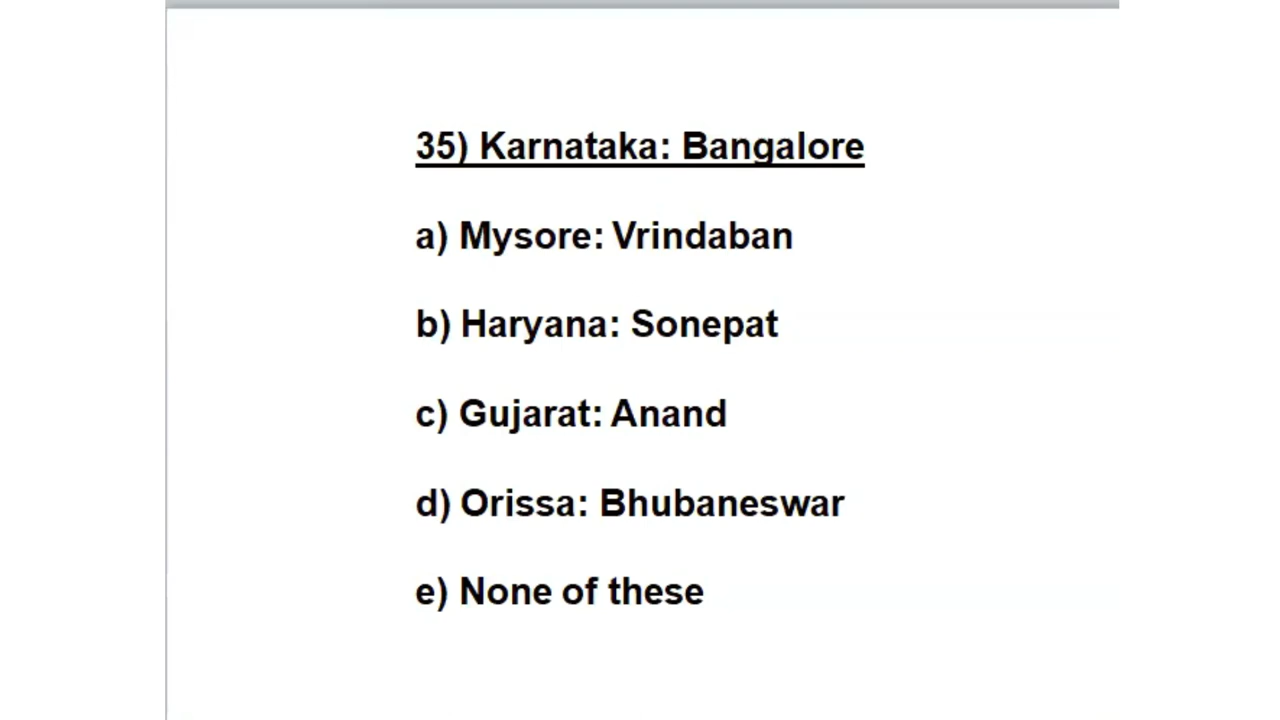 35) Karnataka: Bangalore
a) Mysore: Vrindaban
b) Haryana: Sonepat
c) Gujarat: Anand
d) Orissa: Bhubaneswar
e) None of these